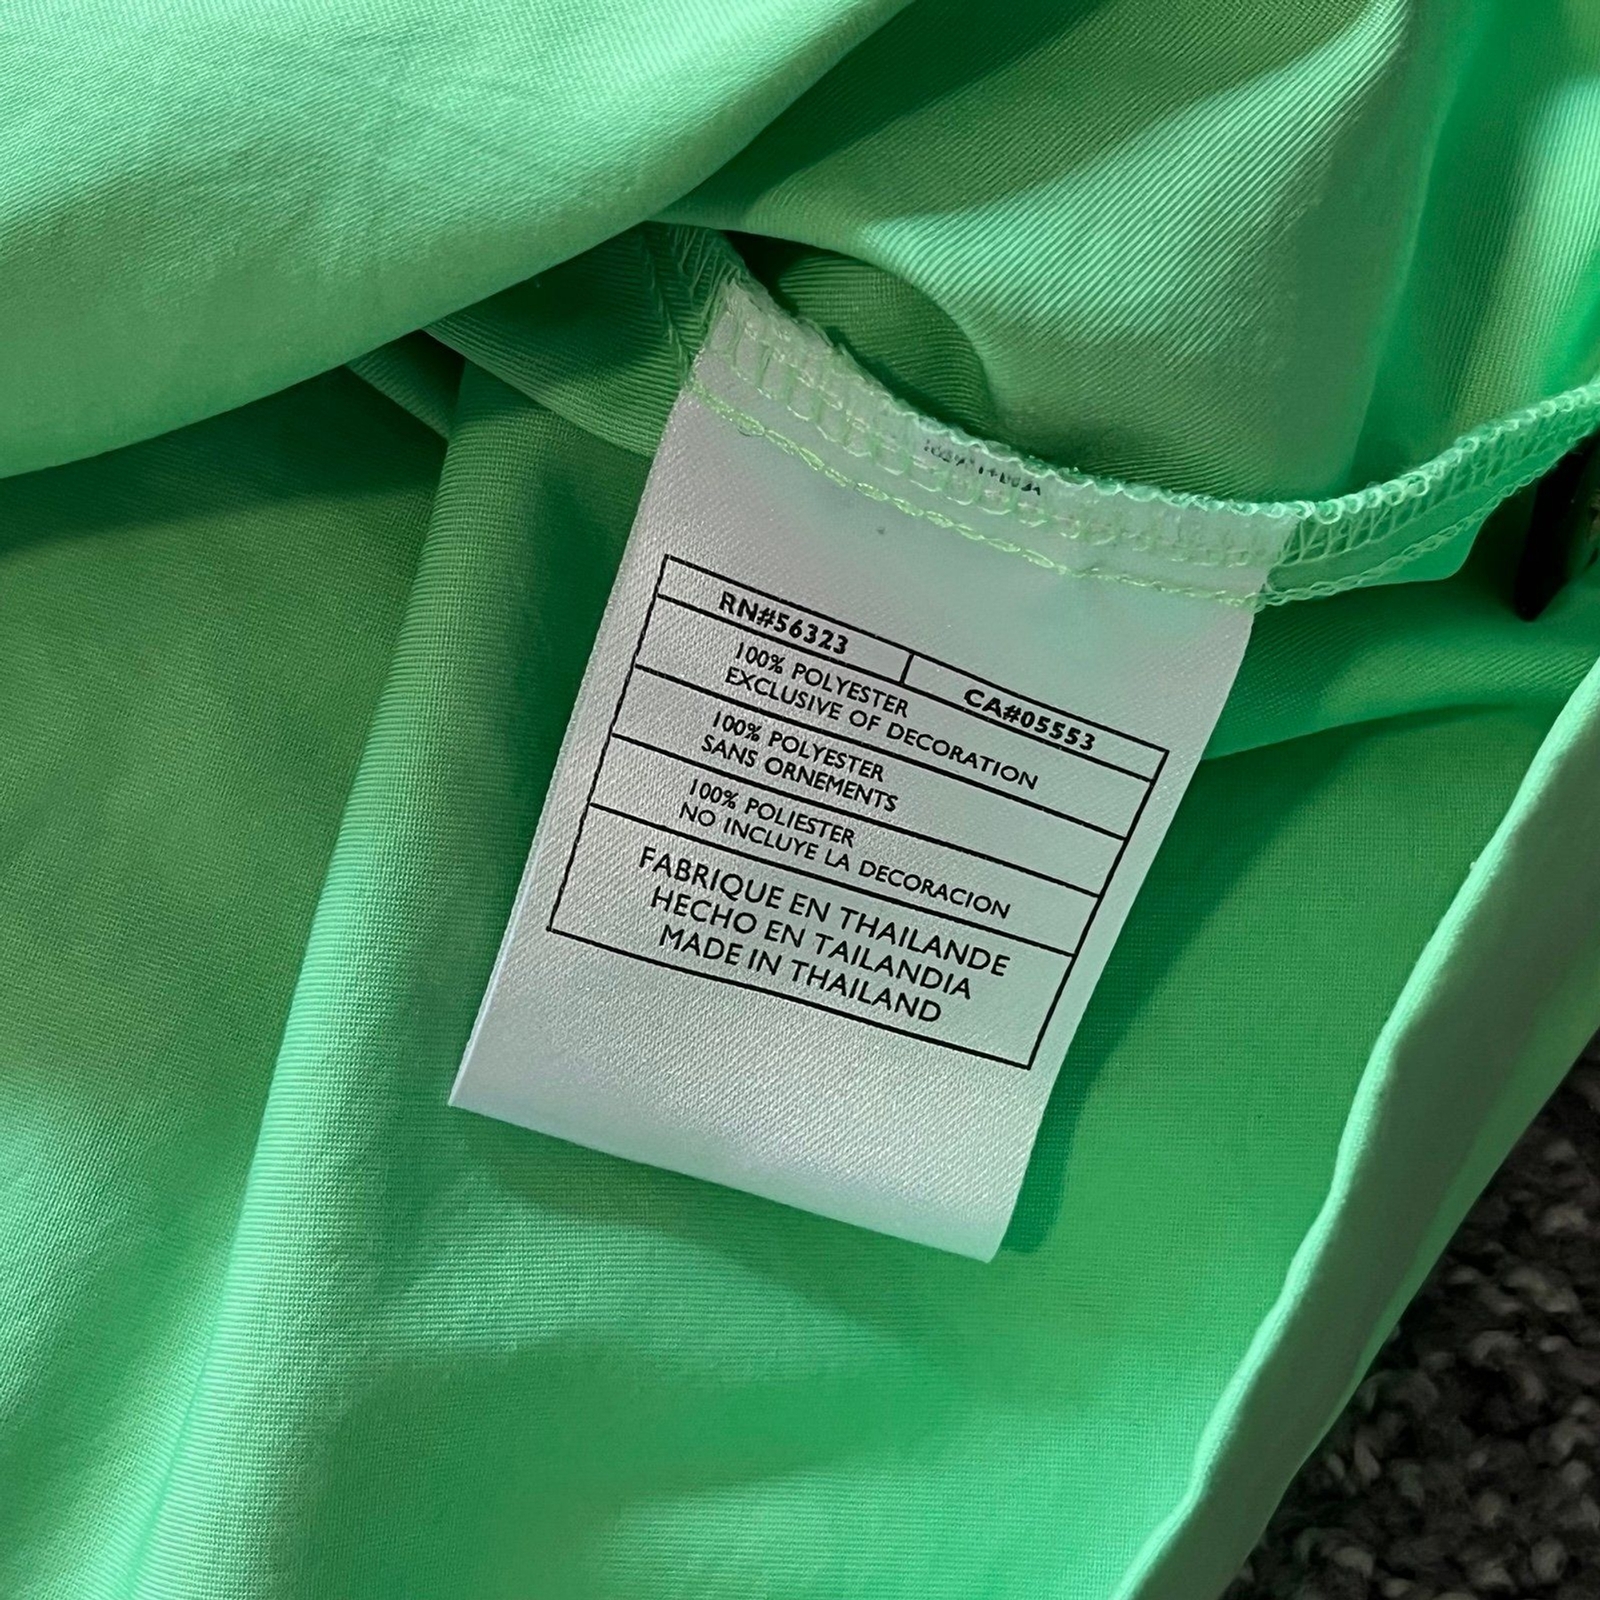 RN#56323 CA#05553
100% POLYESTER
EXCLUSIVE OF DECORATION
100% POLYESTER
SANS ORNEMENTS
100% POLIESTER
NO INCLUYE LA DECORACION
FABRIQUE EN THAILANDE
HECHO EN TAILANDIA
MADE IN THAILAND